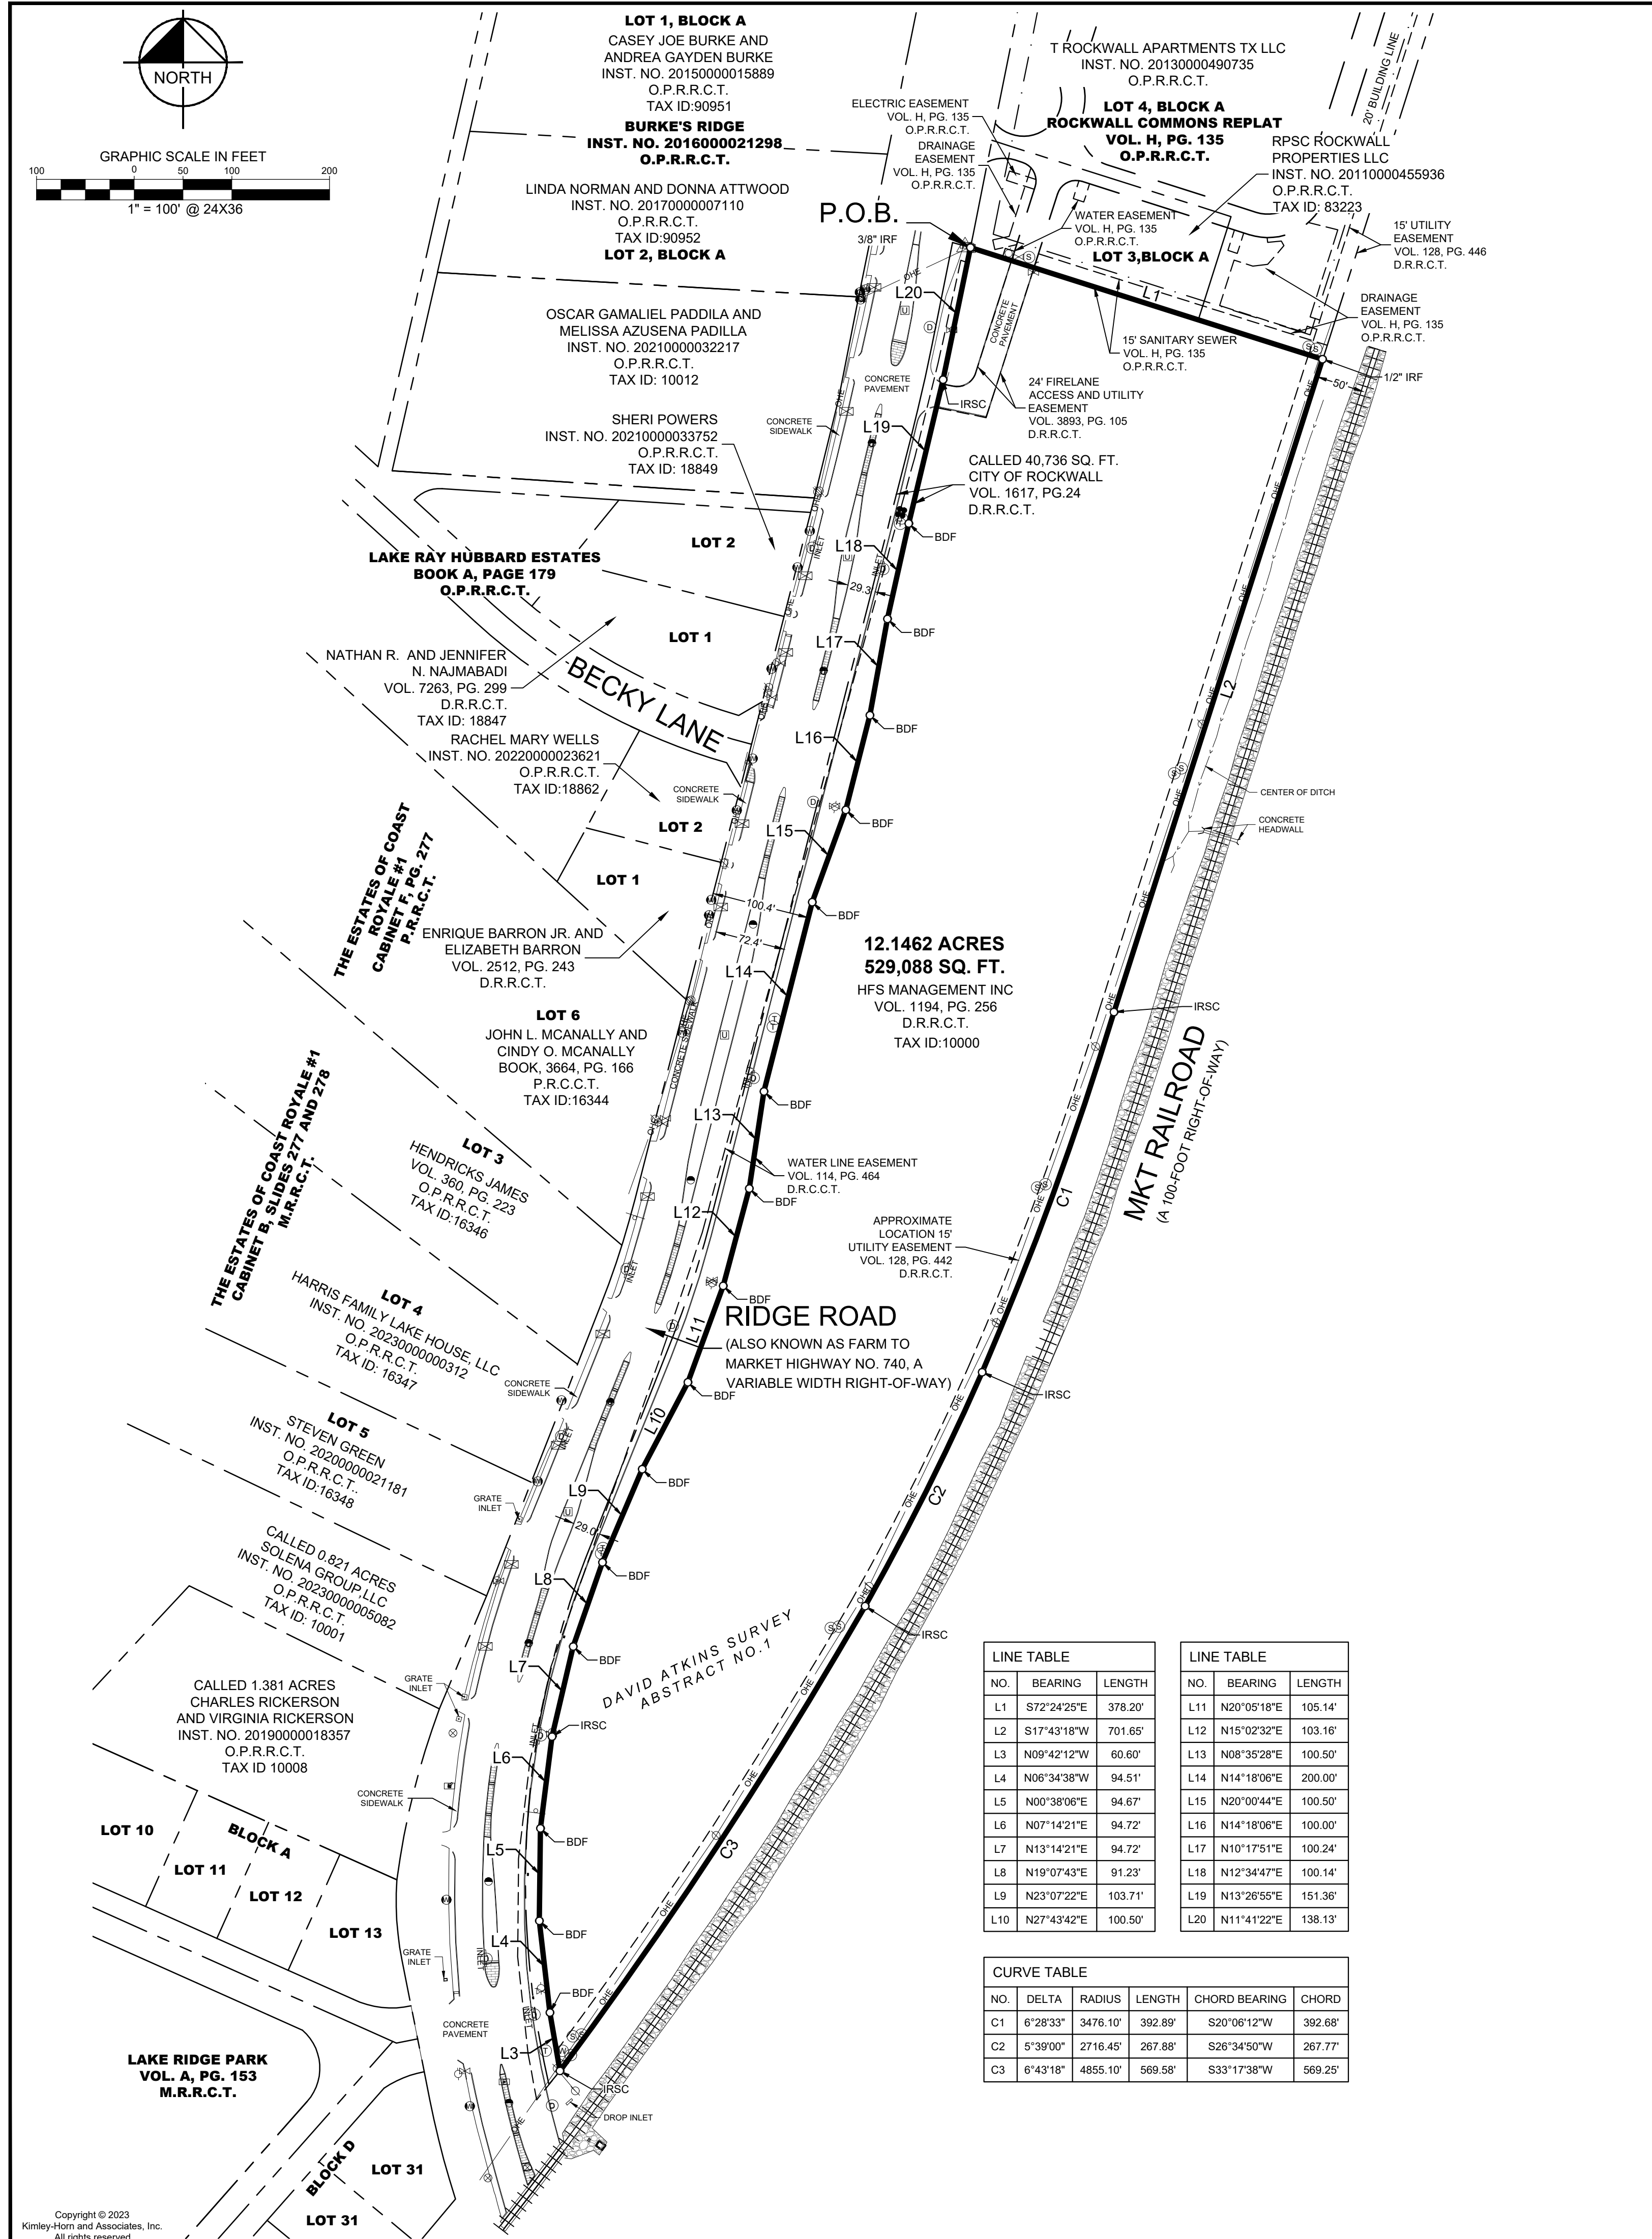 NORTH
GRAPHIC SCALE IN FEET
100 0 50 100 200
1" = 100' @ 24X36
LOT 1, BLOCK A
CASEY JOE BURKE AND
ANDREA GAYDEN BURKE
INST. NO. 20150000015889
O.P.R.R.C.T.
TAX ID:90951
BURKE'S RIDGE
INST. NO. 2016000021298
O.P.R.R.C.T.
LINDA NORMAN AND DONNA ATTWOOD
INST. NO. 20170000007110
O.P.R.R.C.T.
TAX ID:90952
LOT 2, BLOCK A
T ROCKWALL APARTMENTS TX LLC
INST. NO. 20130000490735
O.P.R.R.C.T.
LOT 4, BLOCK A
ROCKWALL COMMONS REPLAT
VOL. H, PG. 135
O.P.R.R.C.T.
20' BUILDING LINE
ELECTRIC EASEMENT
VOL. H, PG. 135
O.P.R.R.C.T.
DRAINAGE
EASEMENT
VOL. H, PG. 135
O.P.R.R.C.T.
RPSC ROCKWALL
PROPERTIES LLC
INST. NO. 20110000455936
O.P.R.R.C.T.
TAX ID: 83223
WATER EASEMENT
VOL. H, PG. 135
O.P.R.R.C.T.
LOT 3,BLOCK A
15' UTILITY
EASEMENT
VOL. 128, PG. 446
D.R.R.C.T.
DRAINAGE
EASEMENT
VOL. H, PG. 135
O.P.R.R.C.T.
P.O.B.
3/8" IRF
L1
L20
OHE
CONCRETE
PAVEMENT
15' SANITARY SEWER
VOL. H, PG. 135
O.P.R.R.C.T.
1/2" IRF
50'
OSCAR GAMALIEL PADDILA AND
MELISSA AZUSENA PADILLA
INST. NO. 20210000032217
O.P.R.R.C.T.
TAX ID: 10012
CONCRETE
PAVEMENT
24' FIRELANE
ACCESS AND UTILITY
EASEMENT
VOL. 3893, PG. 105
D.R.R.C.T.
IRSC
SHERI POWERS
INST. NO. 20210000033752
O.P.R.R.C.T.
TAX ID: 18849
CONCRETE
SIDEWALK
L19
CALLED 40,736 SQ. FT.
CITY OF ROCKWALL
VOL. 1617, PG.24
D.R.R.C.T.
BDF
LOT 2
L18
INLET
INLET
29.3'
LAKE RAY HUBBARD ESTATES
BOOK A, PAGE 179
O.P.R.R.C.T.
LOT 1
BDF
L17
NATHAN R. AND JENNIFER
N. NAJMABADI
VOL. 7263, PG. 299
D.R.R.C.T.
TAX ID: 18847
BECKY LANE
L2
BDF
L16
RACHEL MARY WELLS
INST. NO. 20220000023621
O.P.R.R.C.T.
TAX ID:18862
CONCRETE
SIDEWALK
CENTER OF DITCH
CONCRETE
HEADWALL
BDF
LOT 2
L15
THE ESTATES OF COAST
ROYALE #1
CABINET F, PG. 277
P.R.R.C.T.
LOT 1
100.4'
BDF
72.4'
ENRIQUE BARRON JR. AND
ELIZABETH BARRON
VOL. 2512, PG. 243
D.R.R.C.T.
L14
12.1462 ACRES
529,088 SQ. FT.
HFS MANAGEMENT INC
VOL. 1194, PG. 256
D.R.R.C.T.
TAX ID:10000
IRSC
LOT 6
JOHN L. MCANALLY AND
CINDY O. MCANALLY
BOOK, 3664, PG. 166
P.R.C.C.T.
TAX ID:16344
CONCRETE SIDEWALK
MKT RAILROAD
(A 100-FOOT RIGHT-OF-WAY)
INLET
BDF
L13
THE ESTATES OF COAST ROYALE #1
CABINET B, SLIDES 277 AND 278
M.R.R.C.T.
LOT 3
HENDRICKS JAMES
VOL. 360, PG. 223
O.P.R.R.C.T.
TAX ID:16346
WATER LINE EASEMENT
VOL. 114, PG. 464
D.R.C.C.T.
BDF
C1
L12
APPROXIMATE
LOCATION 15'
UTILITY EASEMENT
VOL. 128, PG. 442
D.R.R.C.T.
INLET
BDF
LOT 4
HARRIS FAMILY LAKE HOUSE, LLC
INST. NO. 20230000000312
O.P.R.R.C.T.
TAX ID: 16347
L11
RIDGE ROAD
(ALSO KNOWN AS FARM TO
MARKET HIGHWAY NO. 740, A
VARIABLE WIDTH RIGHT-OF-WAY)
CONCRETE
SIDEWALK
BDF
IRSC
LOT 5
STEVEN GREEN
INST. NO. 20200000021181
O.P.R.R.C.T..
TAX ID:16348
L10
INLET
BDF
L9
GRATE
INLET
29.0'
C2
CALLED 0.821 ACRES
SOLENA GROUP,LLC
INST. NO. 20230000005082
O.P.R.R.C.T.
TAX ID: 10001
BDF
L8
DAVID ATKINS SURVEY
ABSTRACT NO.1
IRSC
BDF
L7
CALLED 1.381 ACRES
CHARLES RICKERSON
AND VIRGINIA RICKERSON
INST. NO. 20190000018357
O.P.R.R.C.T.
TAX ID 10008
GRATE
INLET
INLET
IRSC
L6
CONCRETE
SIDEWALK
LOT 10
BLOCK A
LOT 11
LOT 12
LOT 13
BDF
L5
C3
BDF
L4
GRATE
INLET
INLET
BDF
INLET
CONCRETE
PAVEMENT
L3
IRSC
DROP INLET
LAKE RIDGE PARK
VOL. A, PG. 153
M.R.R.C.T.
BLOCK D
LOT 31
LOT 31
LINE TABLE
NO. BEARING LENGTH
L1 S72°24'25"E 378.20'
L2 S17°43'18"W 701.65'
L3 N09°42'12"W 60.60'
L4 N06°34'38"W 94.51'
L5 N00°38'06"E 94.67'
L6 N07°14'21"E 94.72'
L7 N13°14'21"E 94.72'
L8 N19°07'43"E 91.23'
L9 N23°07'22"E 103.71'
L10 N27°43'42"E 100.50'
LINE TABLE
NO. BEARING LENGTH
L11 N20°05'18"E 105.14'
L12 N15°02'32"E 103.16'
L13 N08°35'28"E 100.50'
L14 N14°18'06"E 200.00'
L15 N20°00'44"E 100.50'
L16 N14°18'06"E 100.00'
L17 N10°17'51"E 100.24'
L18 N12°34'47"E 100.14'
L19 N13°26'55"E 151.36'
L20 N11°41'22"E 138.13'
CURVE TABLE
NO. DELTA RADIUS LENGTH CHORD BEARING CHORD
C1 6°28'33" 3476.10' 392.89' S20°06'12"W 392.68'
C2 5°39'00" 2716.45' 267.88' S26°34'50"W 267.77'
C3 6°43'18" 4855.10' 569.58' S33°17'38"W 569.25'
Copyright © 2023
Kimley-Horn and Associates, Inc.
All rights reserved